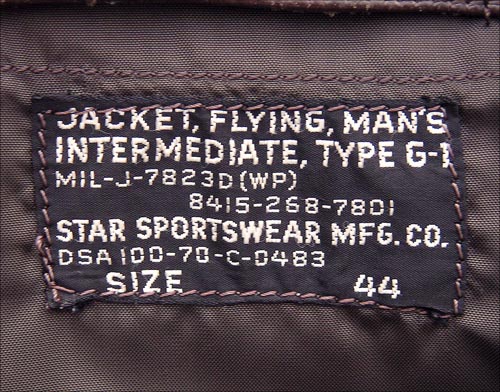 JACKET, FLYING, MAN'S
INTERMEDIATE, TYPE G-1
MIL-J-7823D(WP)
8415-268-7801
STAR SPORTSWEAR MFG. CO.
DSA 100-70-C-0483
SIZE 44